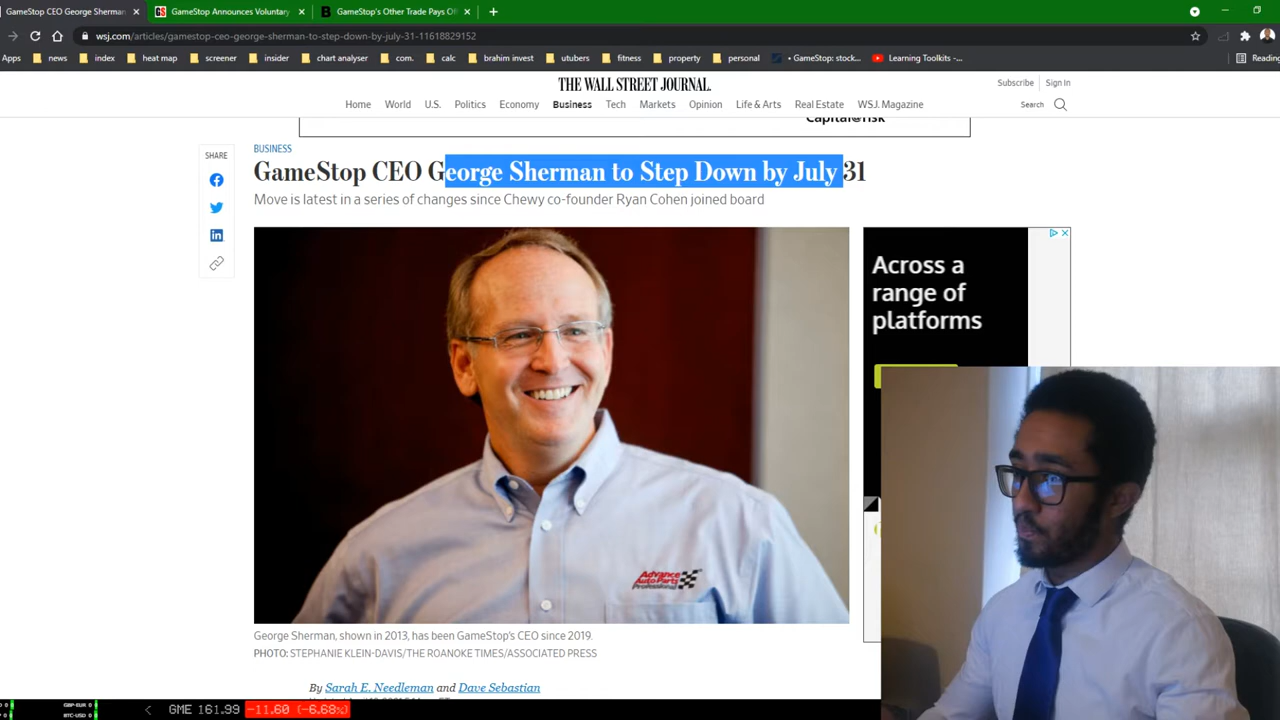 GameStop CEO George Sherman
GameStop Announces Voluntary
GameStop's Other Trade Pays Of
wsj.com/articles/gamestop-ceo-george-sherman-to-step-down-by-july-31-11618829152
Apps news index heat map screener insider chart analyser com. calc brahim invest utubers fitness property personal • GameStop: stock... Learning Toolkits -... Reading
THE WALL STREET JOURNAL.
Subscribe Sign In
Home World U.S. Politics Economy Business Tech Markets Opinion Life & Arts Real Estate WSJ. Magazine Search
Capital@risk
BUSINESS
SHARE
GameStop CEO George Sherman to Step Down by July 31
Move is latest in a series of changes since Chewy co-founder Ryan Cohen joined board
Across a
range of
platforms
Advance
Auto Parts
Professional
George Sherman, shown in 2013, has been GameStop's CEO since 2019.
PHOTO: STEPHANIE KLEIN-DAVIS/THE ROANOKE TIMES/ASSOCIATED PRESS
By Sarah E. Needleman and Dave Sebastian
GBP-EUR 0
BTC-USD 0
GME 161.99 -11.60 (-6.68%)